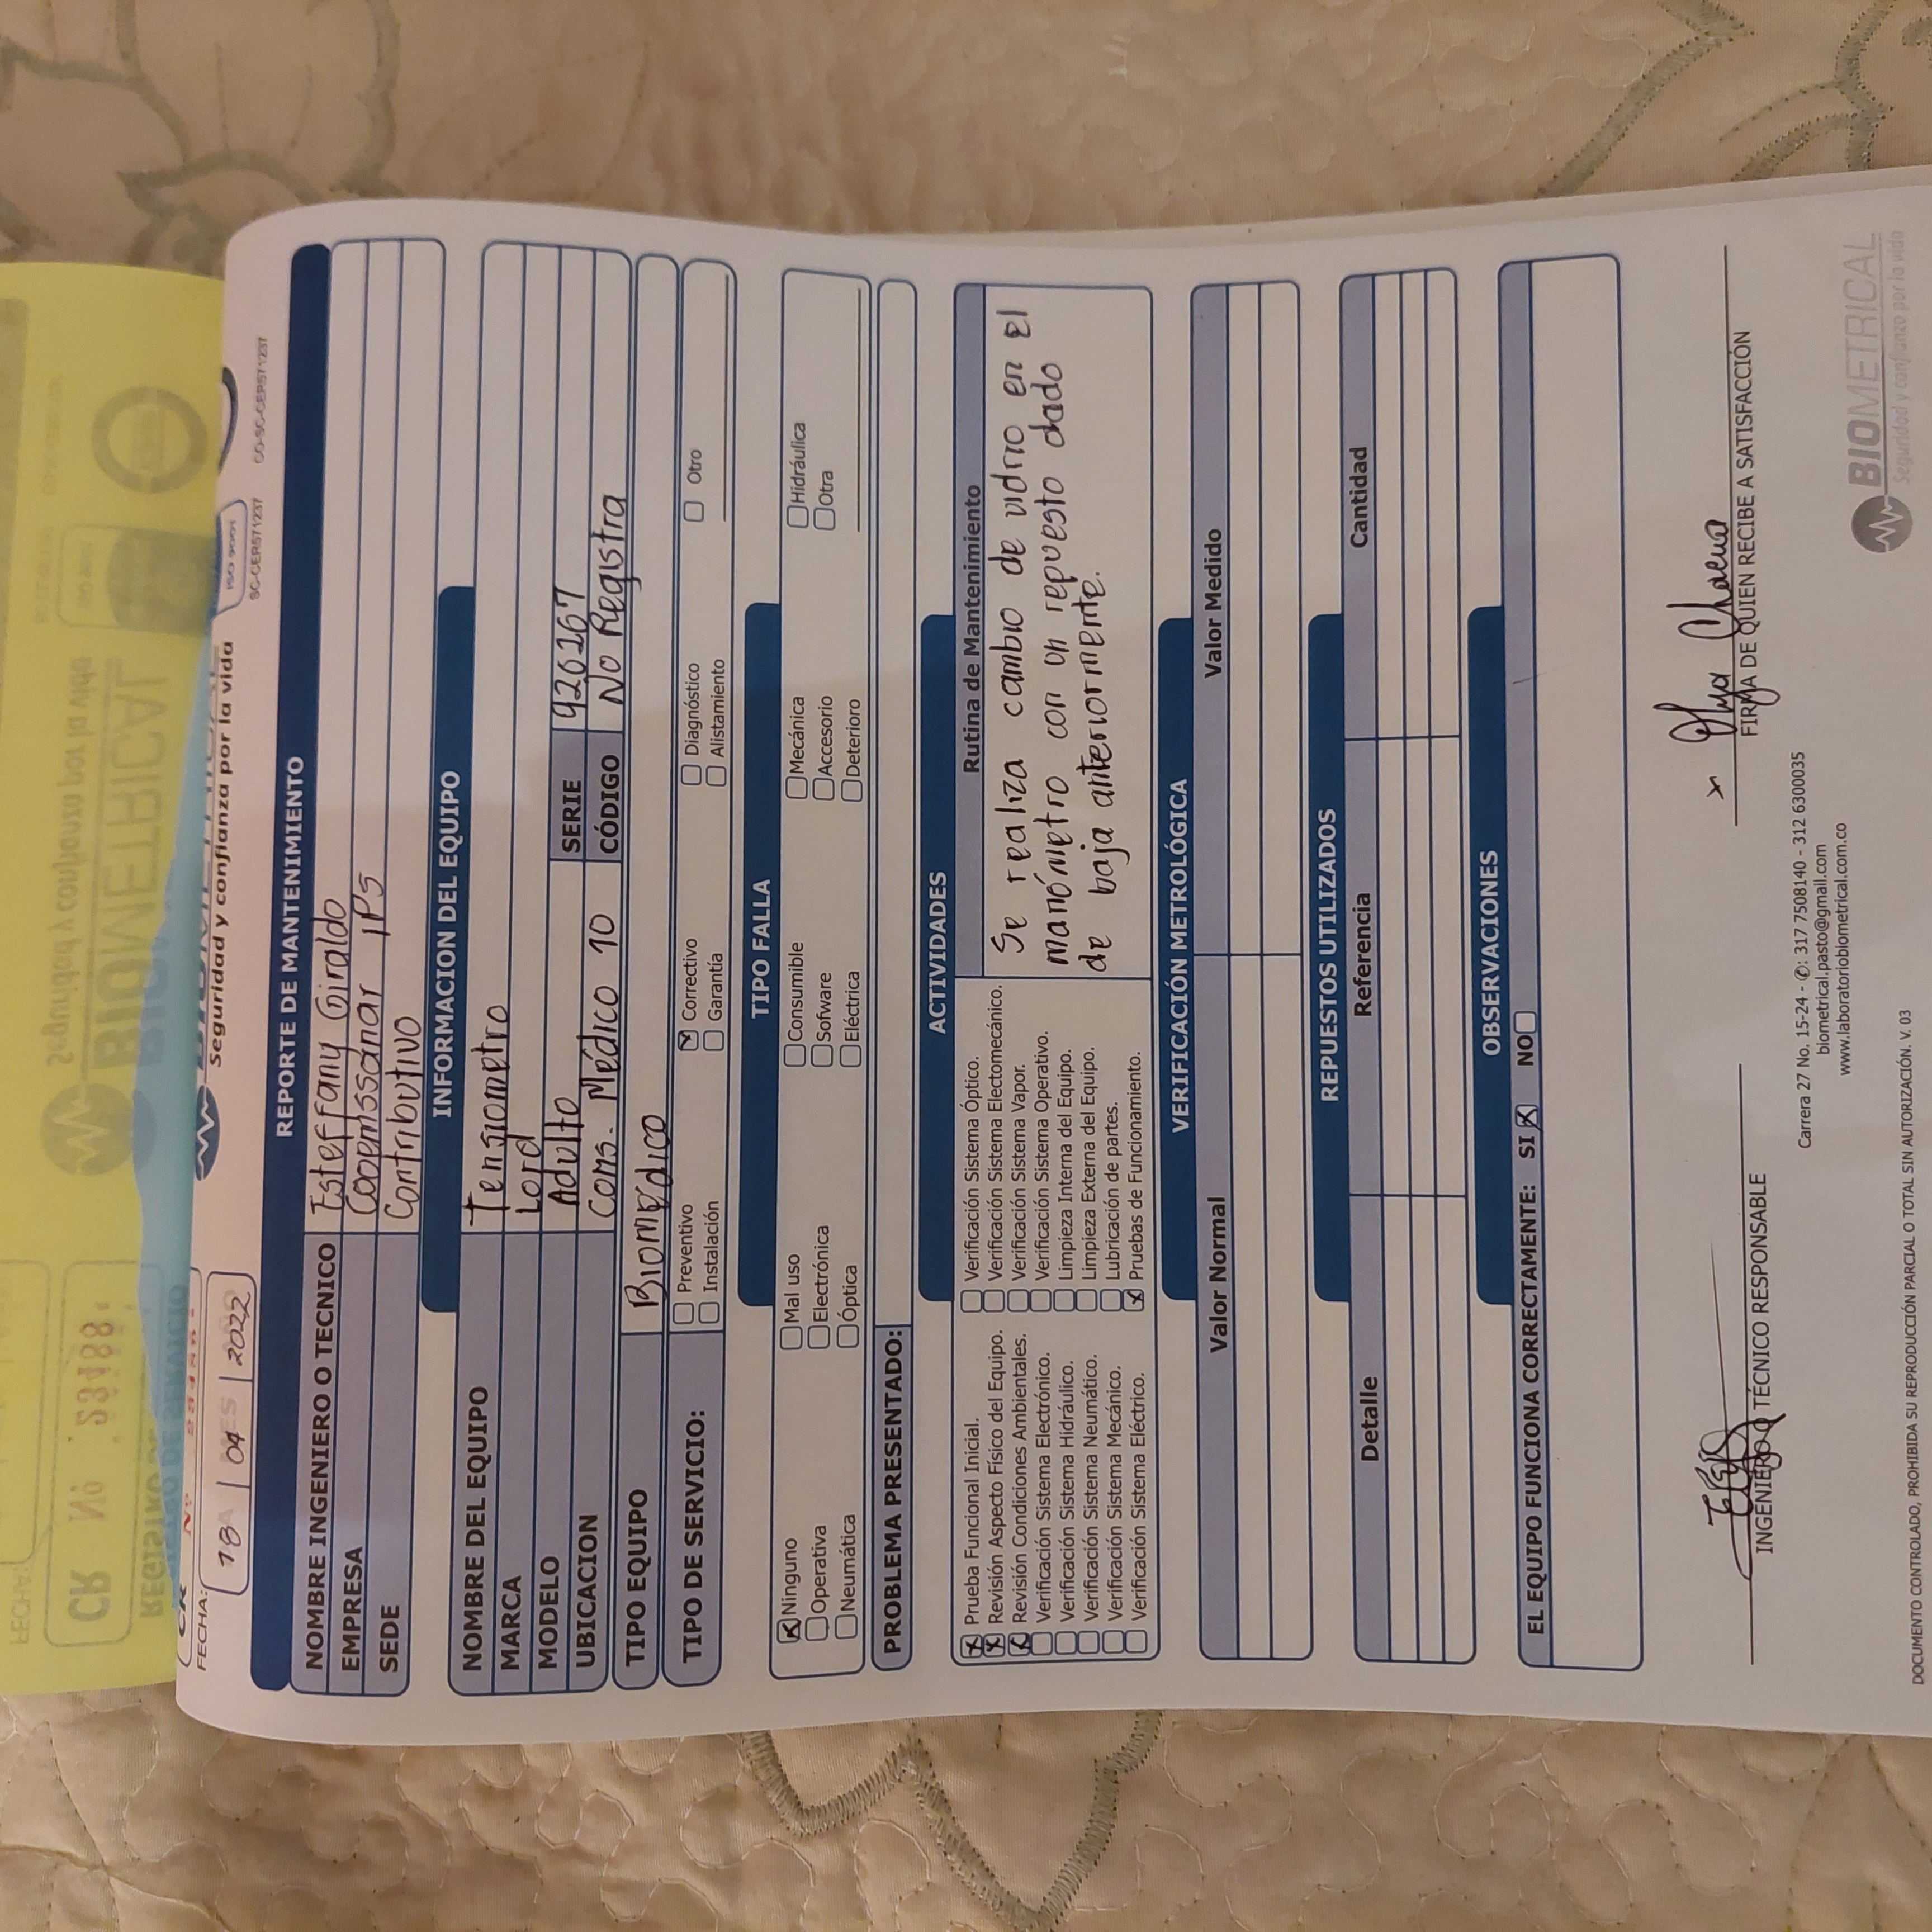 FECHA:
CR Nº 23488
REGISTRO DE SERVICIO
BIOMETRICAL
Seguridad y confianza por la vida
ISO 9001
CR Nº
FECHA: 18 04 2022
Seguridad y confianza por la vida
ISO 9001
SC-CER571237 CO-SC-CER571237
REPORTE DE MANTENIMIENTO
NOMBRE INGENIERO O TECNICO Esteffany Giraldo
EMPRESA Coopmssanar IPS
SEDE Contributivo
INFORMACION DEL EQUIPO
NOMBRE DEL EQUIPO Tensiometro
MARCA Lord
MODELO Adulto SERIE 926267
UBICACION Cons. Médico 10 CÓDIGO No Registra
TIPO EQUIPO Biomédico
TIPO DE SERVICIO: Preventivo Correctivo Diagnóstico Otro
Instalación Garantía Alistamiento
TIPO FALLA
Ninguno Mal uso Consumible Mecánica Hidráulica
Operativa Electrónica Sofware Accesorio Otra
Neumática Óptica Eléctrica Deterioro
PROBLEMA PRESENTADO:
ACTIVIDADES
Prueba Funcional Inicial.
Revisión Aspecto Físico del Equipo.
Revisión Condiciones Ambientales.
Verificación Sistema Electrónico.
Verificación Sistema Hidráulico.
Verificación Sistema Neumático.
Verificación Sistema Mecánico.
Verificación Sistema Eléctrico.
Verificación Sistema Óptico.
Verificación Sistema Electomecánico.
Verificación Sistema Vapor.
Verificación Sistema Operativo.
Limpieza Interna del Equipo.
Limpieza Externa del Equipo.
Lubricación de partes.
Pruebas de Funcionamiento.
Rutina de Mantenimiento
Se realiza cambio de vidrio en el
manómetro con un repuesto dado
de baja anteriormente.
VERIFICACIÓN METROLÓGICA
Valor Normal Valor Medido
REPUESTOS UTILIZADOS
Detalle Referencia Cantidad
OBSERVACIONES
EL EQUIPO FUNCIONA CORRECTAMENTE: SI NO
Olga
INGENIERO O TÉCNICO RESPONSABLE FIRMA DE QUIEN RECIBE A SATISFACCIÓN
Carrera 27 No. 15-24 - ✆: 317 7508140 - 312 6300035
biometrical.pasto@gmail.com
www.laboratoriobiometrical.com.co
BIOMETRICAL
Seguridad y confianza por la vida
DOCUMENTO CONTROLADO, PROHIBIDA SU REPRODUCCIÓN PARCIAL O TOTAL SIN AUTORIZACIÓN. V. 03